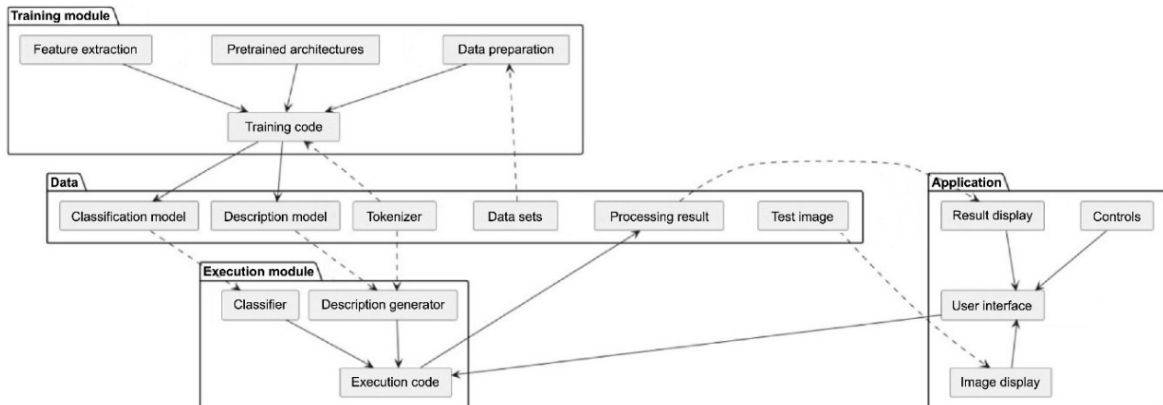 Training module
Feature extraction
Pretrained architectures
Data preparation
Training code
Data
Classification model
Description model
Tokenizer
Data sets
Processing result
Test image
Application
Result display
Controls
User interface
Image display
Execution module
Classifier
Description generator
Execution code